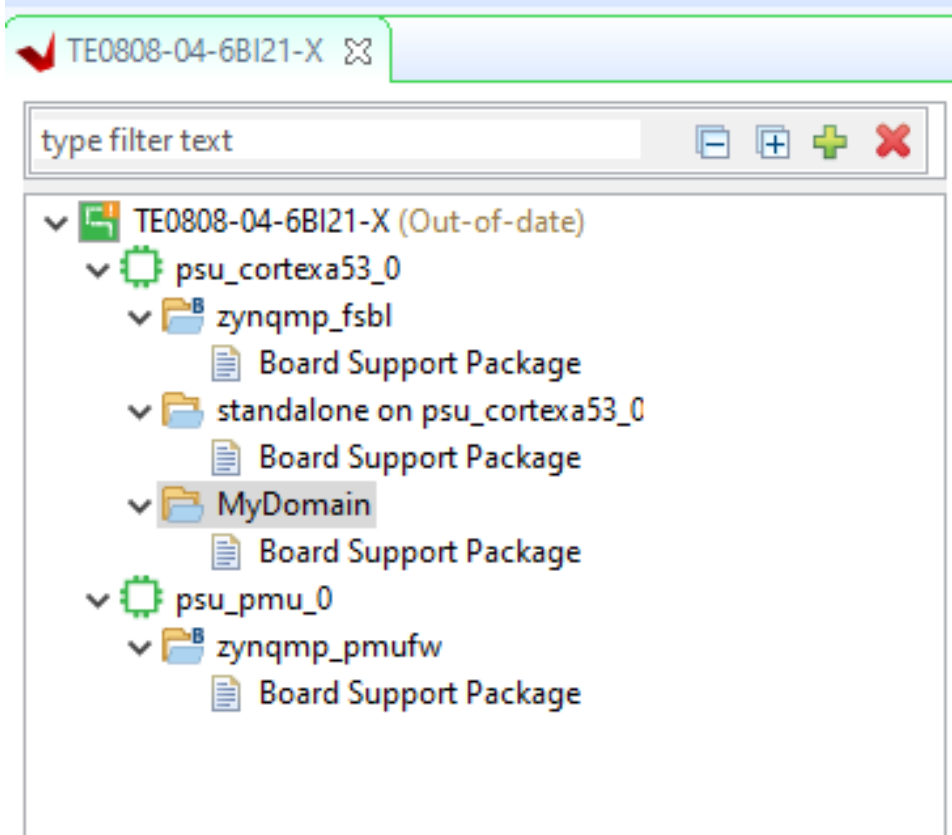 TE0808-04-6BI21-X
type filter text
TE0808-04-6BI21-X (Out-of-date)
psu_cortexa53_0
B
zynqmp_fsbl
Board Support Package
standalone on psu_cortexa53_0
Board Support Package
MyDomain
Board Support Package
psu_pmu_0
B
zynqmp_pmufw
Board Support Package